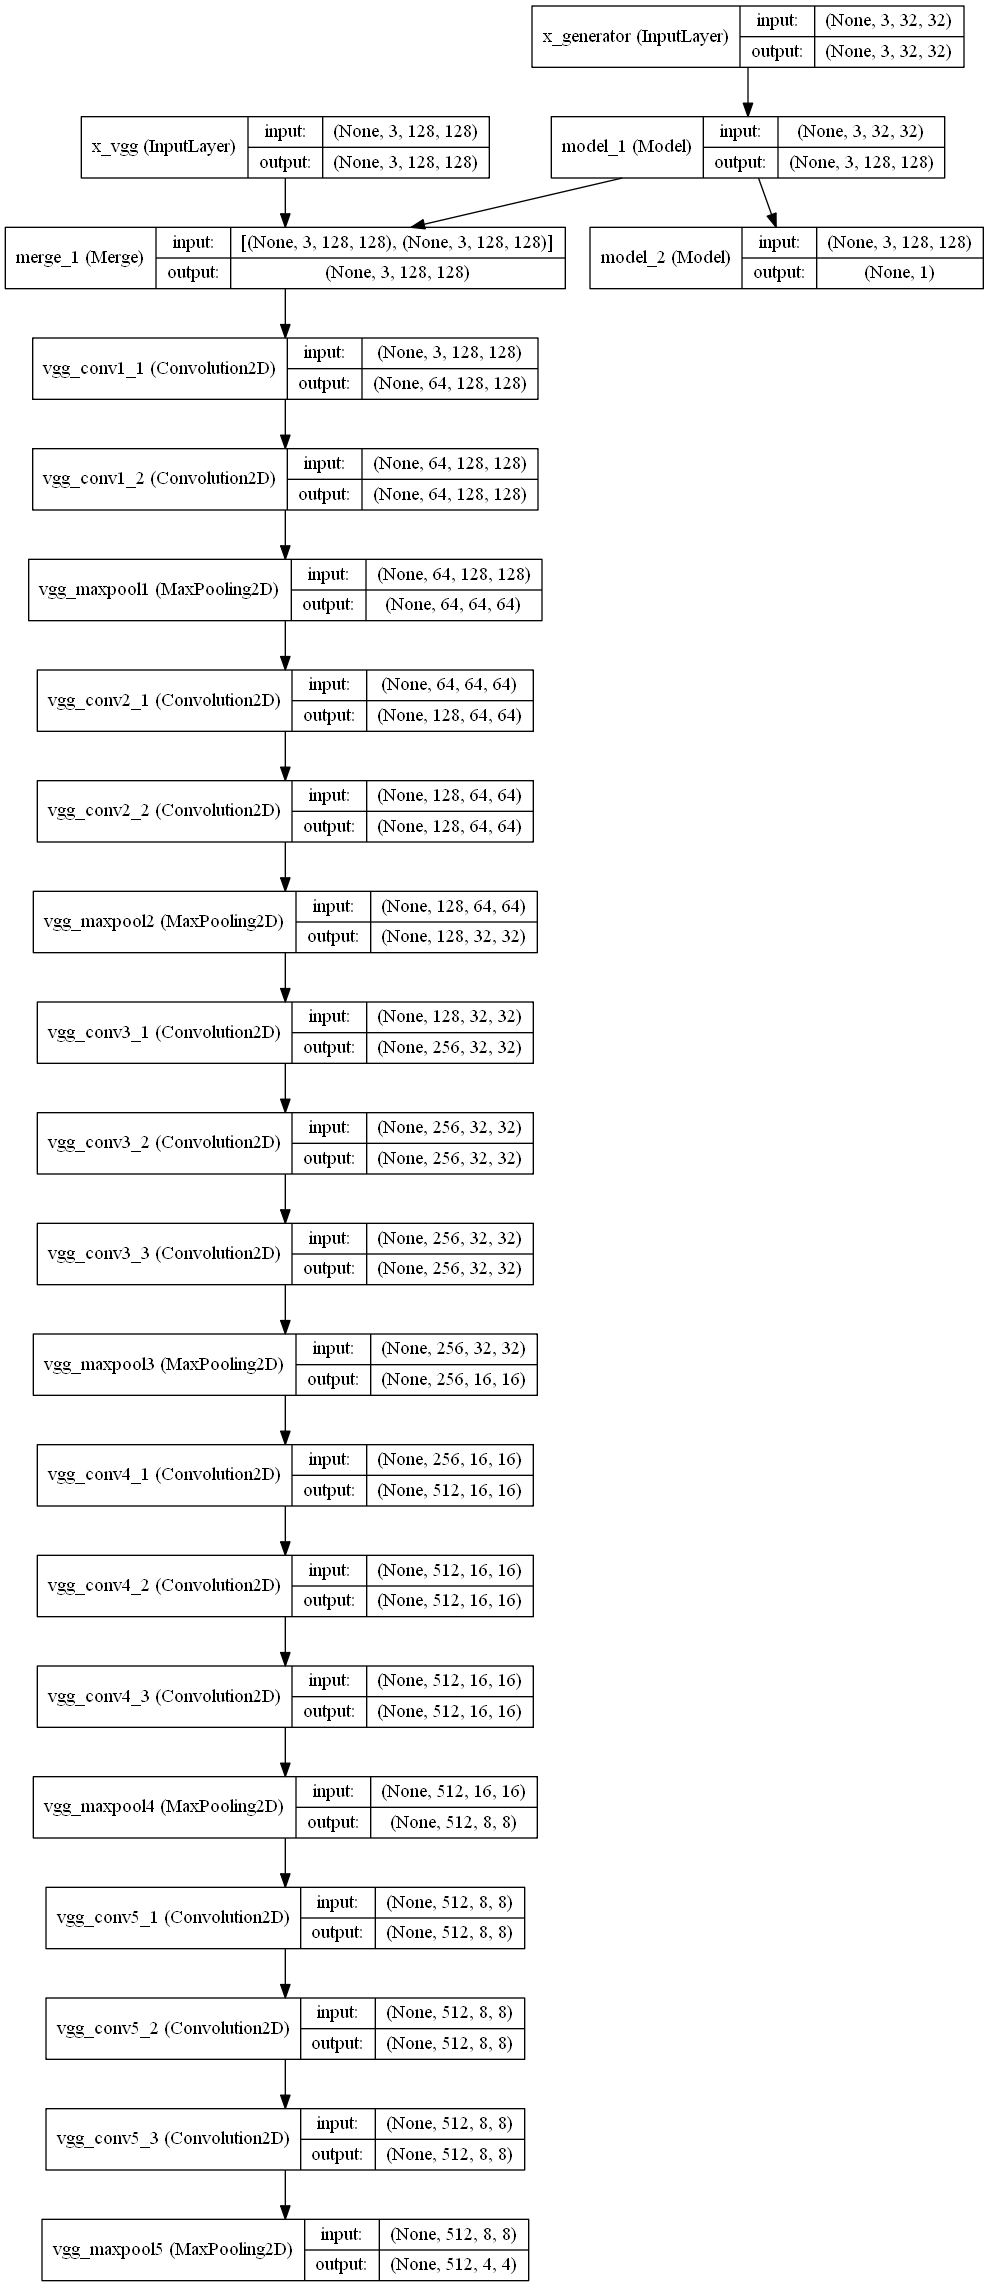 x_generator (InputLayer) input: (None, 3, 32, 32)
output: (None, 3, 32, 32)
x_vgg (InputLayer) input: (None, 3, 128, 128)
output: (None, 3, 128, 128)
model_1 (Model) input: (None, 3, 32, 32)
output: (None, 3, 128, 128)
merge_1 (Merge) input: [(None, 3, 128, 128), (None, 3, 128, 128)]
output: (None, 3, 128, 128)
model_2 (Model) input: (None, 3, 128, 128)
output: (None, 1)
vgg_conv1_1 (Convolution2D) input: (None, 3, 128, 128)
output: (None, 64, 128, 128)
vgg_conv1_2 (Convolution2D) input: (None, 64, 128, 128)
output: (None, 64, 128, 128)
vgg_maxpool1 (MaxPooling2D) input: (None, 64, 128, 128)
output: (None, 64, 64, 64)
vgg_conv2_1 (Convolution2D) input: (None, 64, 64, 64)
output: (None, 128, 64, 64)
vgg_conv2_2 (Convolution2D) input: (None, 128, 64, 64)
output: (None, 128, 64, 64)
vgg_maxpool2 (MaxPooling2D) input: (None, 128, 64, 64)
output: (None, 128, 32, 32)
vgg_conv3_1 (Convolution2D) input: (None, 128, 32, 32)
output: (None, 256, 32, 32)
vgg_conv3_2 (Convolution2D) input: (None, 256, 32, 32)
output: (None, 256, 32, 32)
vgg_conv3_3 (Convolution2D) input: (None, 256, 32, 32)
output: (None, 256, 32, 32)
vgg_maxpool3 (MaxPooling2D) input: (None, 256, 32, 32)
output: (None, 256, 16, 16)
vgg_conv4_1 (Convolution2D) input: (None, 256, 16, 16)
output: (None, 512, 16, 16)
vgg_conv4_2 (Convolution2D) input: (None, 512, 16, 16)
output: (None, 512, 16, 16)
vgg_conv4_3 (Convolution2D) input: (None, 512, 16, 16)
output: (None, 512, 16, 16)
vgg_maxpool4 (MaxPooling2D) input: (None, 512, 16, 16)
output: (None, 512, 8, 8)
vgg_conv5_1 (Convolution2D) input: (None, 512, 8, 8)
output: (None, 512, 8, 8)
vgg_conv5_2 (Convolution2D) input: (None, 512, 8, 8)
output: (None, 512, 8, 8)
vgg_conv5_3 (Convolution2D) input: (None, 512, 8, 8)
output: (None, 512, 8, 8)
vgg_maxpool5 (MaxPooling2D) input: (None, 512, 8, 8)
output: (None, 512, 4, 4)